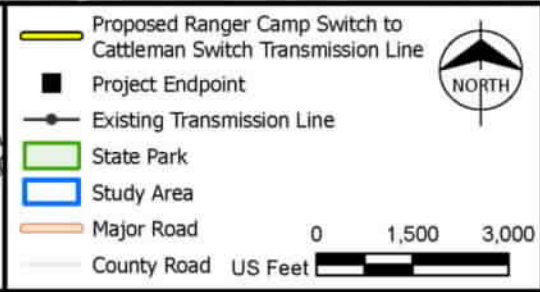 Proposed Ranger Camp Switch to
Cattleman Switch Transmission Line
Project Endpoint
Existing Transmission Line
State Park
Study Area
Major Road
County Road
NORTH
0 1,500 3,000
US Feet